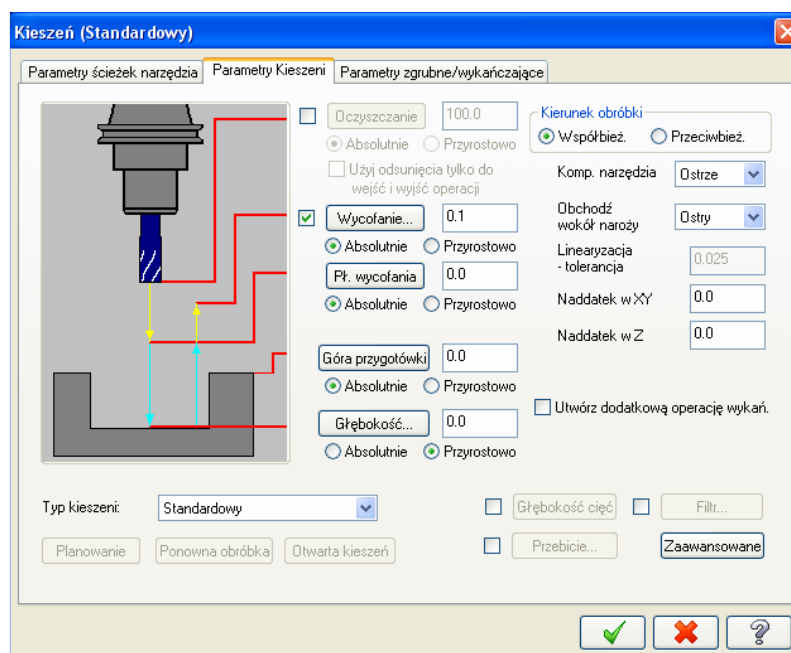 Kieszeń (Standardowy)
Parametry ścieżek narzędzia
Parametry Kieszeni
Parametry zgrubne/wykańczające
Oczyszczanie
100.0
Absolutnie
Przyrostowo
Użyj odsunięcia tylko do
wejść i wyjść operacji
Wycofanie...
0.1
Absolutnie
Przyrostowo
Pł. wycofania
0.0
Absolutnie
Przyrostowo
Góra przygotówki
0.0
Absolutnie
Przyrostowo
Głębokość...
0.0
Absolutnie
Przyrostowo
Kierunek obróbki
Współbież.
Przeciwbież.
Komp. narzędzia
Ostrze
Obchodź
wokół naroży
Ostry
Linearyzacja
- tolerancja
0.025
Naddatek w XY
0.0
Naddatek w Z
0.0
Utwórz dodatkową operację wykań.
Typ kieszeni:
Standardowy
Głębokość cięć
Filtr...
Planowanie
Ponowna obróbka
Otwarta kieszeń
Przebicie...
Zaawansowane